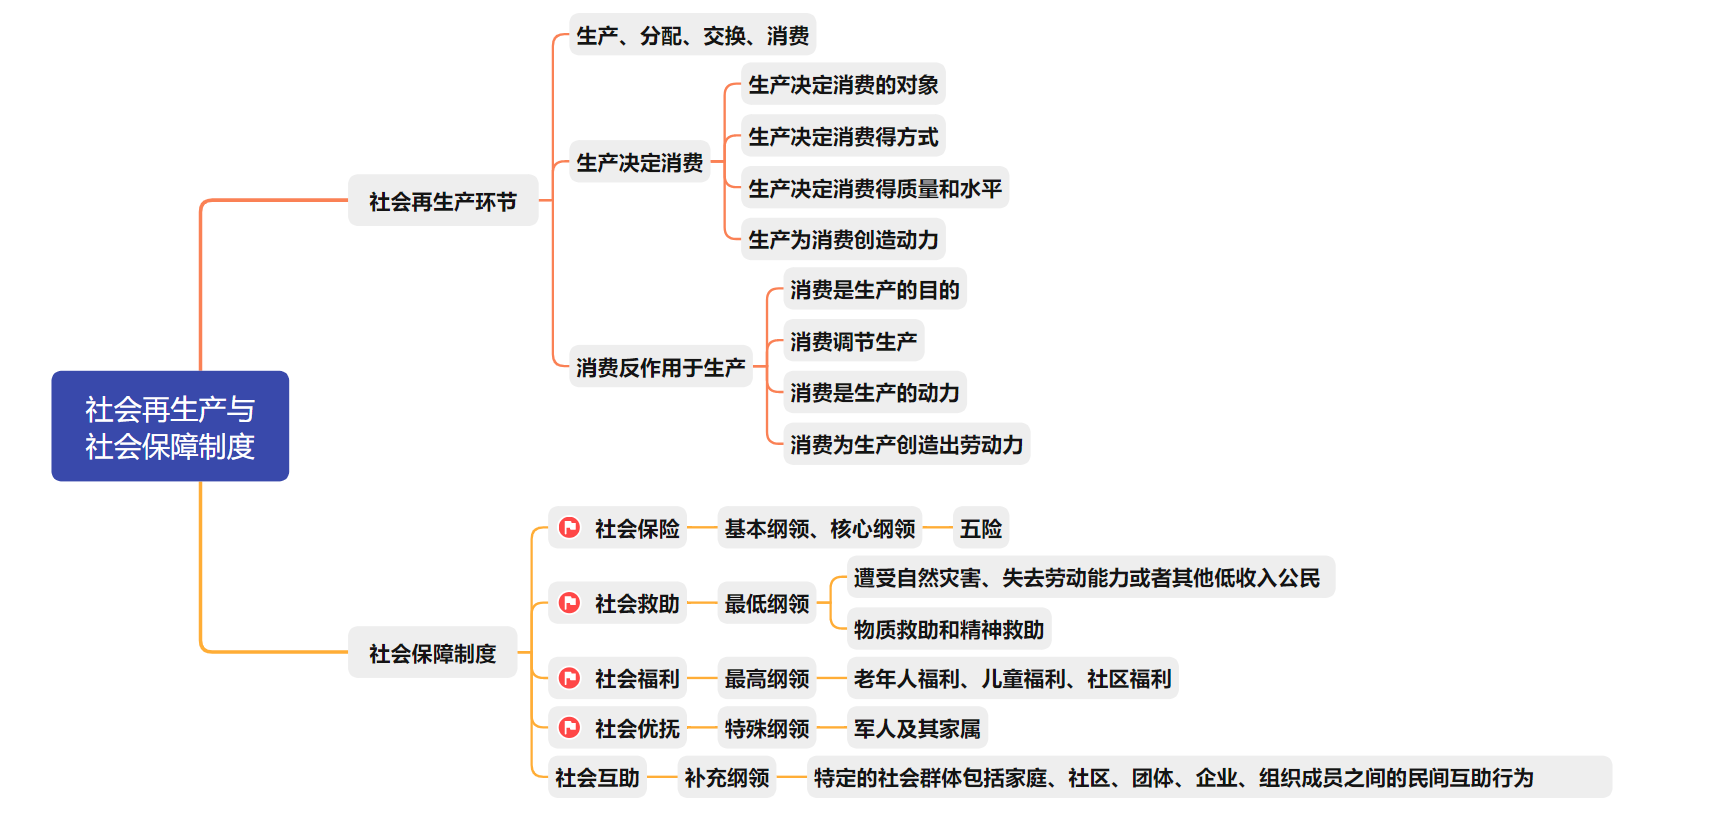 社会再生产与
社会保障制度
社会再生产环节
生产、分配、交换、消费
生产决定消费
生产决定消费的对象
生产决定消费得方式
生产决定消费得质量和水平
生产为消费创造动力
消费反作用于生产
消费是生产的目的
消费调节生产
消费是生产的动力
消费为生产创造出劳动力
社会保障制度
社会保险
基本纲领、核心纲领
五险
社会救助
最低纲领
遭受自然灾害、失去劳动能力或者其他低收入公民
物质救助和精神救助
社会福利
最高纲领
老年人福利、儿童福利、社区福利
社会优抚
特殊纲领
军人及其家属
社会互助
补充纲领
特定的社会群体包括家庭、社区、团体、企业、组织成员之间的民间互助行为